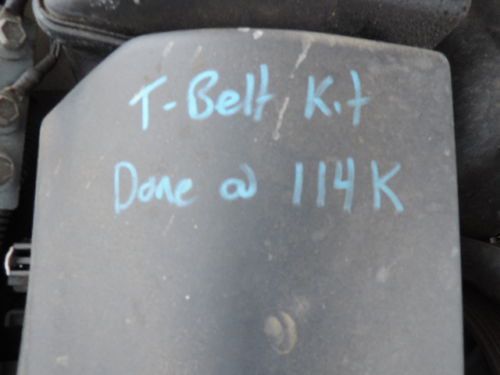 T-Belt Kit
Done @ 114K